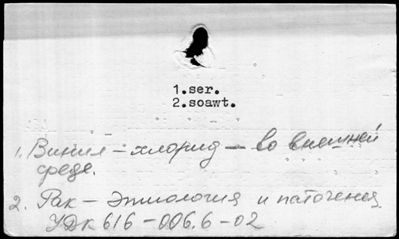 1.ser.
2.soawt.
1. Винил – хлорид – во внешней
среде.
2. Рак – Этиология и патогенез
УДК 616-006.6-02